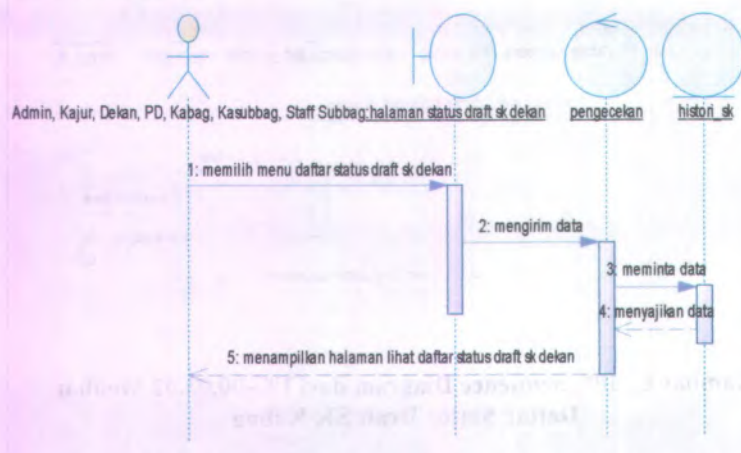 Admin, Kajur, Dekan, PD, Kabag, Kasubbag, Staff Subbag:halaman status draft sk dekan pengecekan histori_sk
1: memilih menu daftar status draft sk dekan
2: mengirim data
3: meminta data
4: menyajikan data
5: menampilkan halaman lihat daftar status draft sk dekan